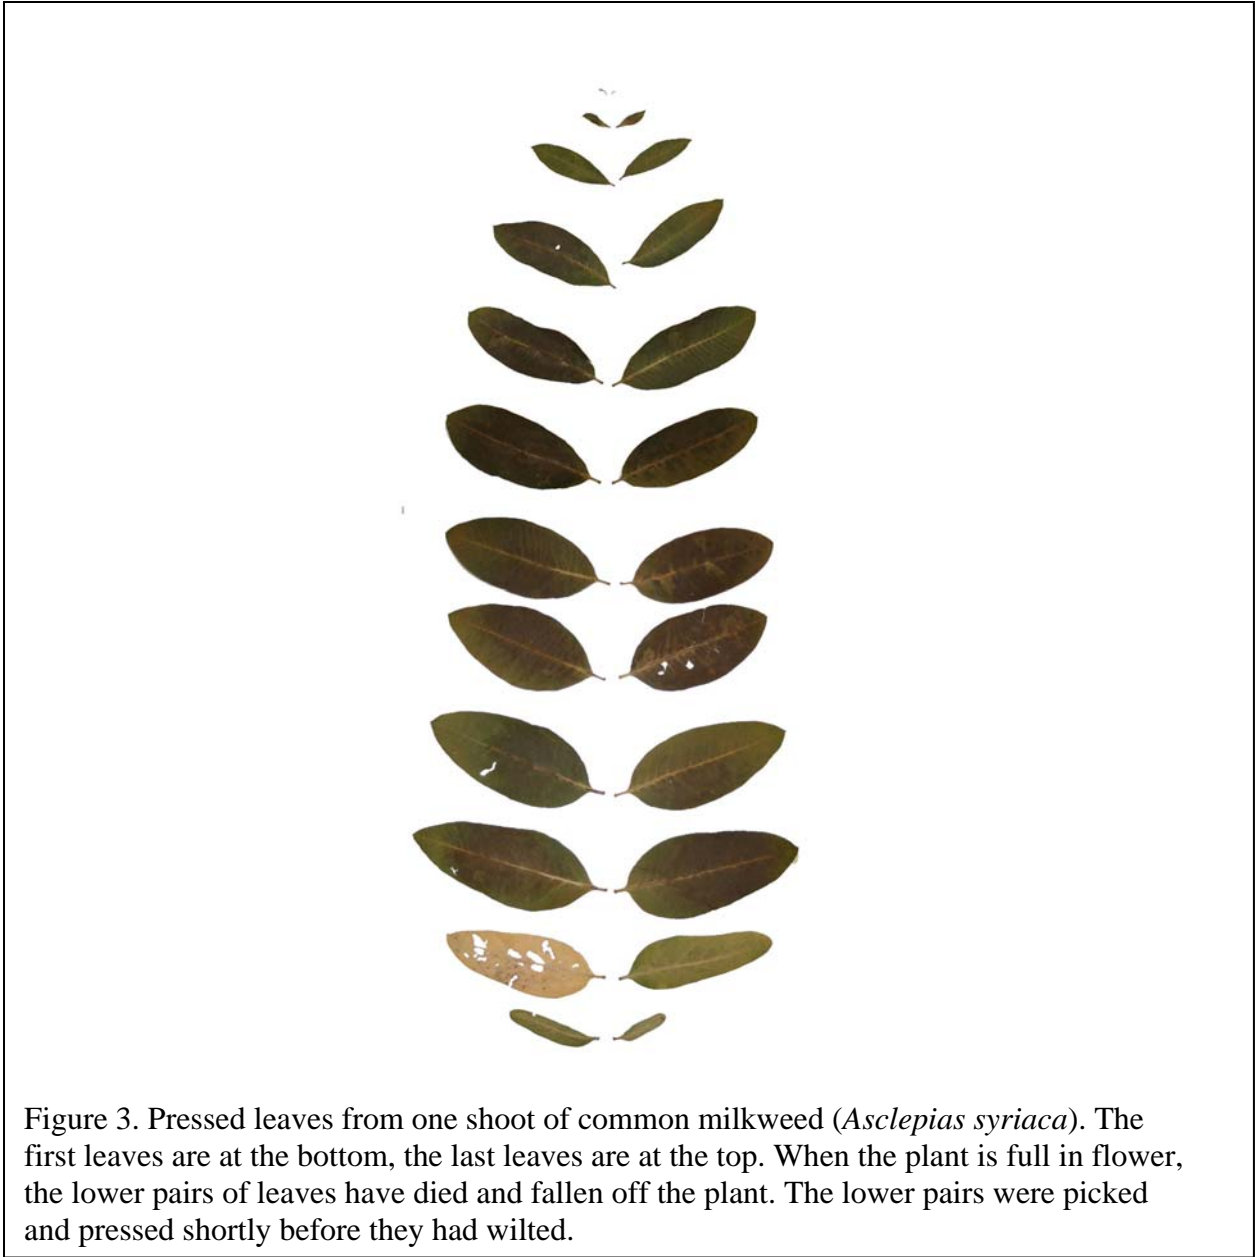 Figure 3. Pressed leaves from one shoot of common milkweed (Asclepias syriaca). The
first leaves are at the bottom, the last leaves are at the top. When the plant is full in flower,
the lower pairs of leaves have died and fallen off the plant. The lower pairs were picked
and pressed shortly before they had wilted.